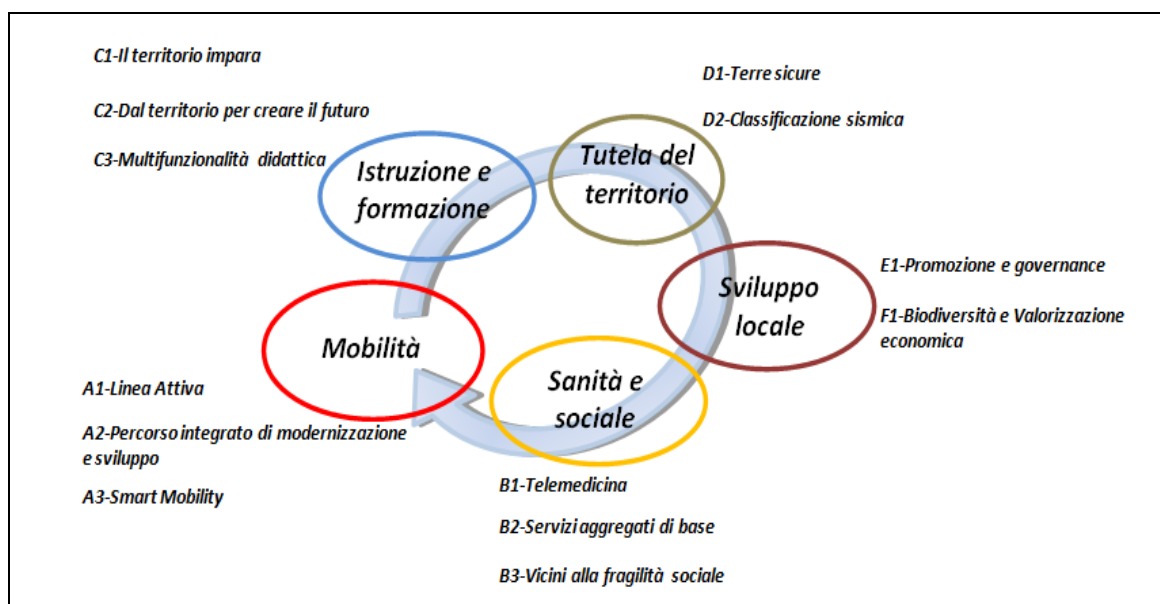 C1-Il territorio impara
C2-Dal territorio per creare il futuro
C3-Multifunzionalità didattica
Istruzione e
formazione
D1-Terre sicure
D2-Classificazione sismica
Tutela del
territorio
E1-Promozione e governance
F1-Biodiversità e Valorizzazione
economica
Sviluppo
locale
Mobilità
A1-Linea Attiva
A2-Percorso integrato di modernizzazione
e sviluppo
A3-Smart Mobility
Sanità e
sociale
B1-Telemedicina
B2-Servizi aggregati di base
B3-Vicini alla fragilità sociale